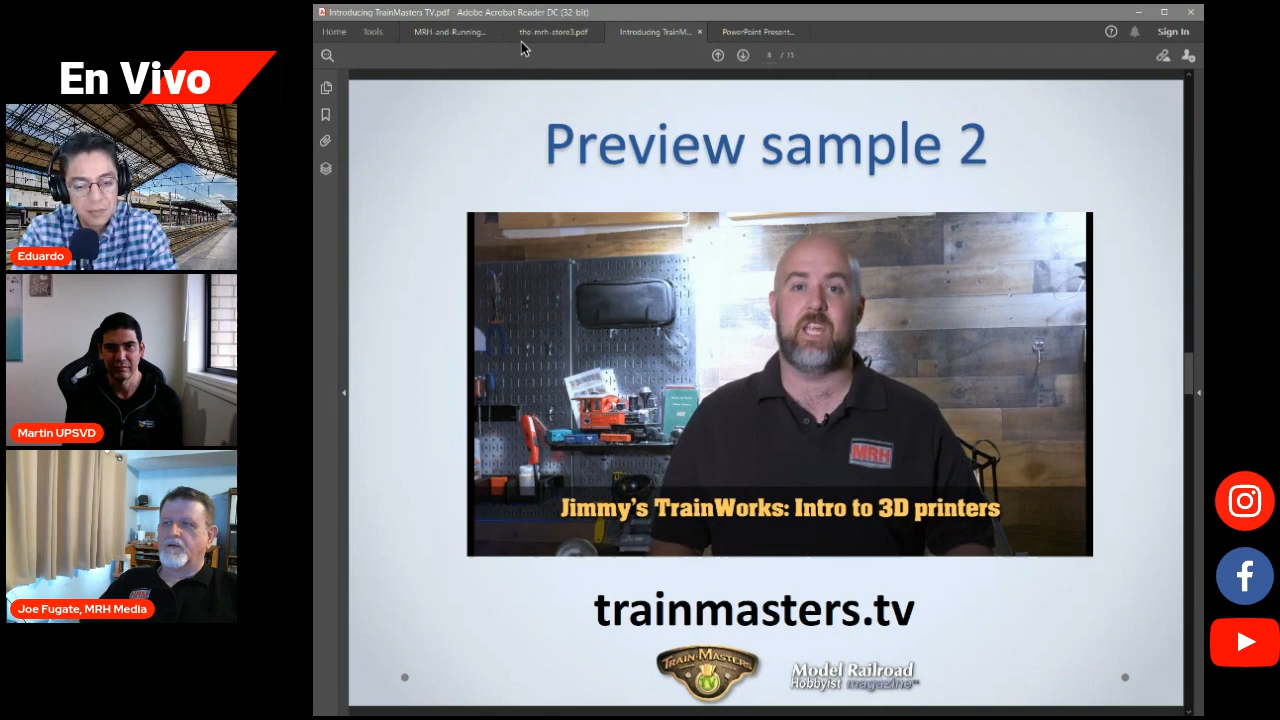 Introducing TrainMasters TV.pdf - Adobe Acrobat Reader DC (32-bit)
Home Tools MRH-and-Running... the-mrh-store3.pdf Introducing TrainM... × PowerPoint Present... Sign In
8 / 15
En Vivo
Eduardo
Martin UPSVD
Joe Fugate, MRH Media
Preview sample 2
MRH
Jimmy's TrainWorks: Intro to 3D printers
trainmasters.tv
TRAIN-MASTERS
TV
Model Railroad
Hobbyist magazine™